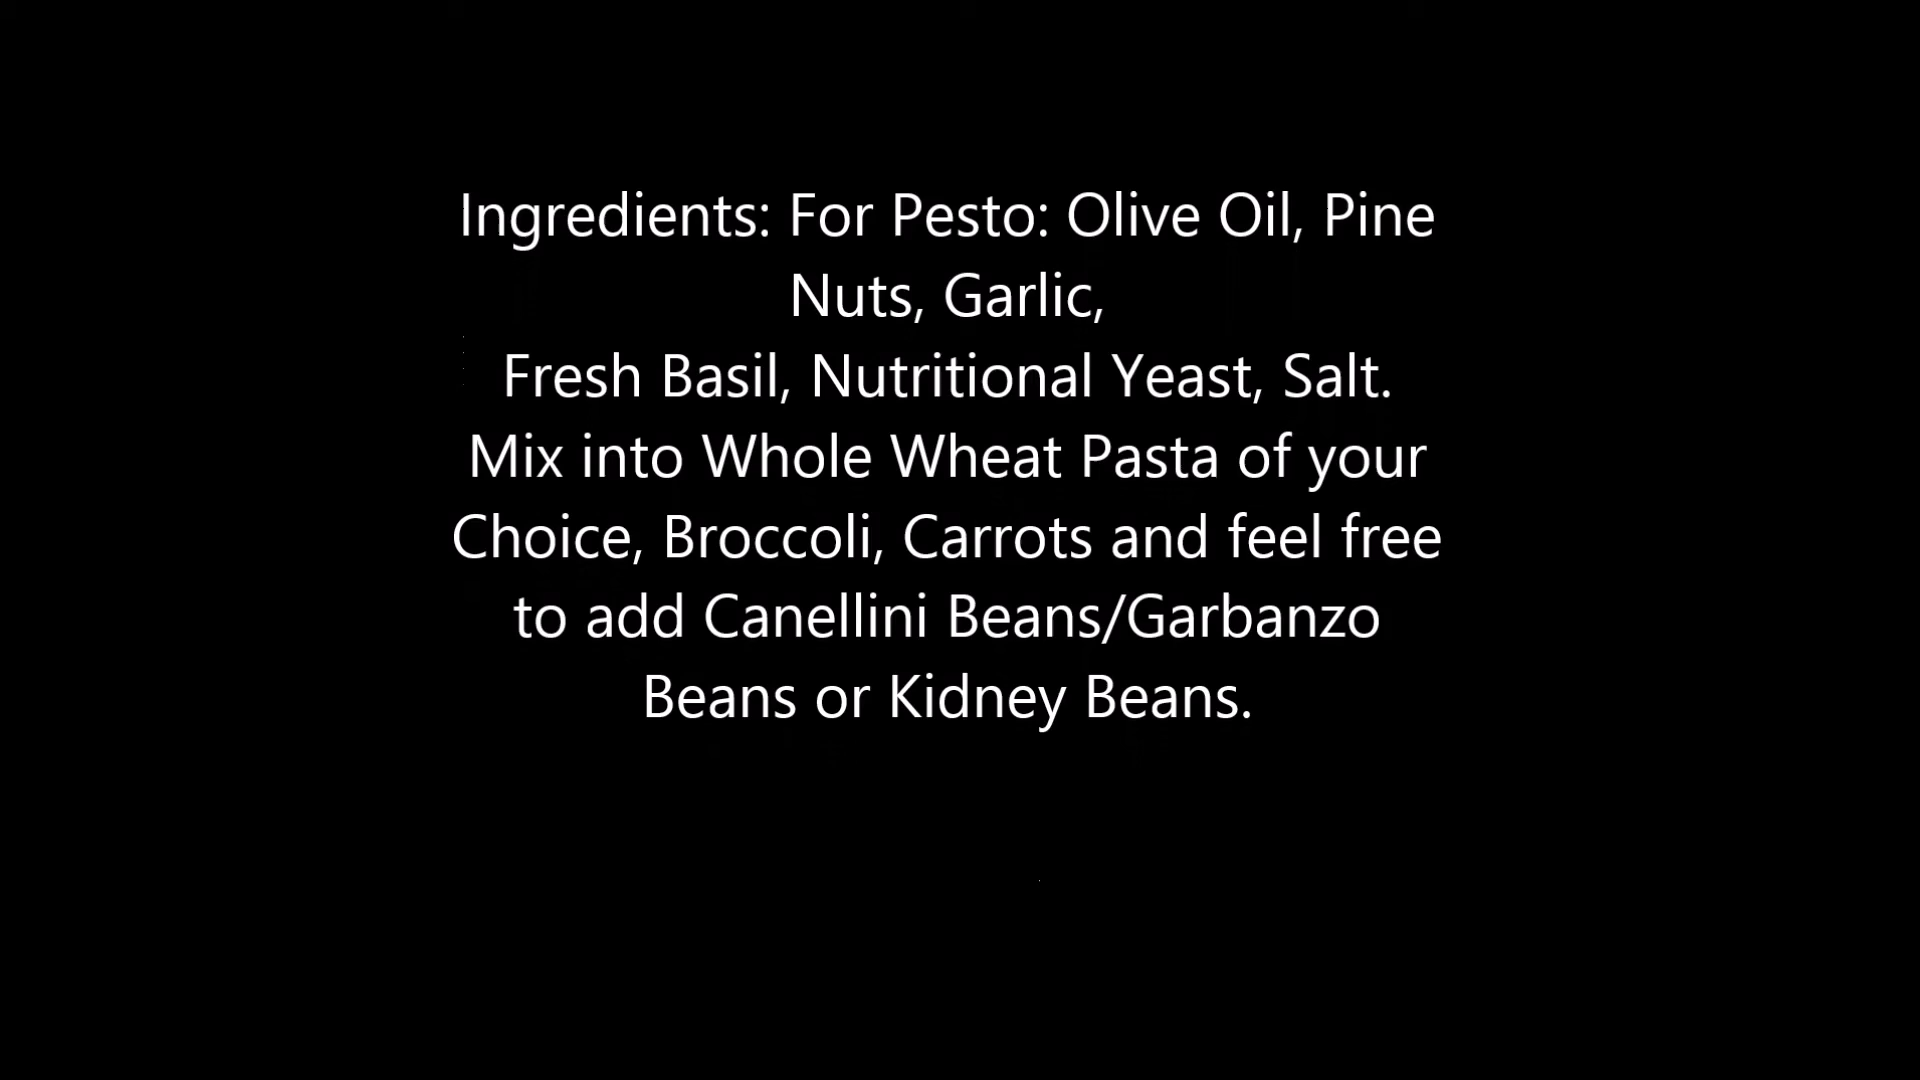 Ingredients: For Pesto: Olive Oil, Pine
Nuts, Garlic,
Fresh Basil, Nutritional Yeast, Salt.
Mix into Whole Wheat Pasta of your
Choice, Broccoli, Carrots and feel free
to add Canellini Beans/Garbanzo
Beans or Kidney Beans.